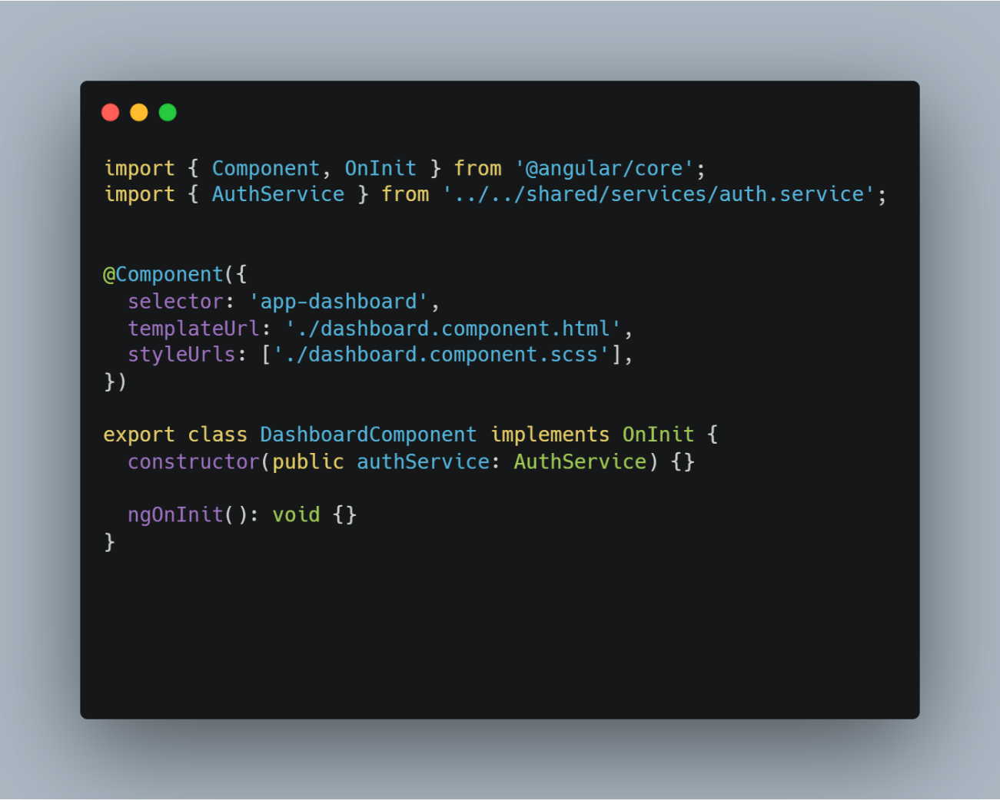 import { Component, OnInit } from '@angular/core';
import { AuthService } from '../../shared/services/auth.service';
@Component({
  selector: 'app-dashboard',
  templateUrl: './dashboard.component.html',
  styleUrls: ['./dashboard.component.scss'],
})
export class DashboardComponent implements OnInit {
  constructor(public authService: AuthService) {}
  ngOnInit(): void {}
}